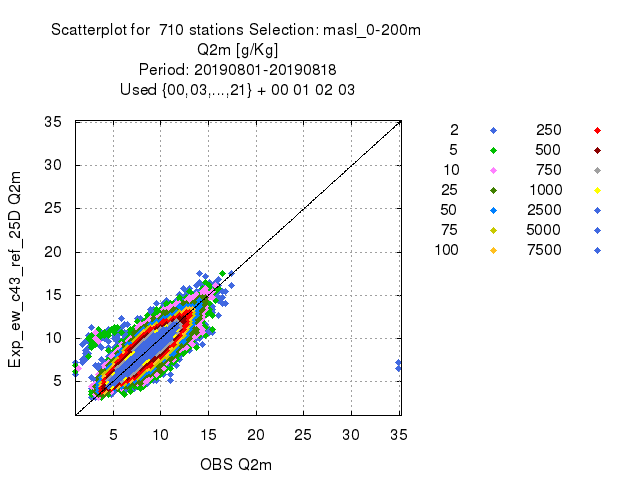 Scatterplot for 710 stations Selection: masl_0-200m
Q2m [g/Kg]
Period: 20190801-20190818
Used {00,03,...,21} + 00 01 02 03
35
30
25
20
15
10
5
Exp_ew_c43_ref_25D Q2m
5 10 15 20 25 30 35
OBS Q2m
2 250
5 500
10 750
25 1000
50 2500
75 5000
100 7500